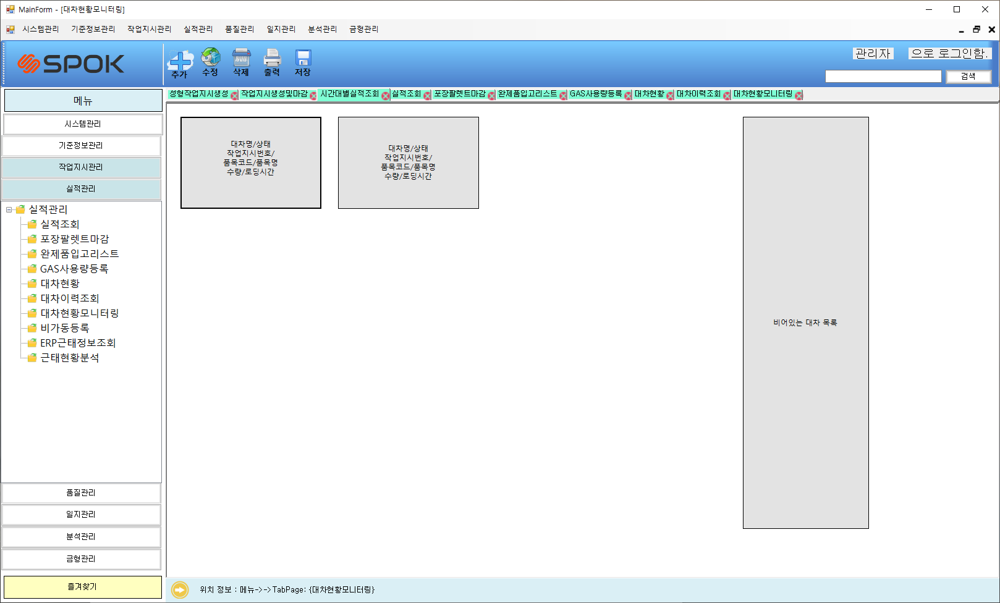 MainForm - [대차현황모니터링]
시스템관리 기준정보관리 작업지시관리 실적관리 품질관리 일지관리 분석관리 금형관리
SPOK
추가 수정 삭제 출력 저장
관리자 으로 로그인함.
검색
메뉴
시스템관리
기준정보관리
작업지시관리
실적관리
실적관리
실적조회
포장팔렛트마감
완제품입고리스트
GAS사용량등록
대차현황
대차이력조회
대차현황모니터링
비가동등록
ERP근태정보조회
근태현황분석
품질관리
일지관리
분석관리
금형관리
즐겨찾기
성형작업지시생성 작업지시생성및마감 시간대별실적조회 실적조회 포장팔렛트마감 완제품입고리스트 GAS사용량등록 대차현황 대차이력조회 대차현황모니터링
대차명/상태
작업지시번호/
품목코드/품목명
수량/로딩시간
대차명/상태
작업지시번호/
품목코드/품목명
수량/로딩시간
비어있는 대차 목록
위치 정보 : 메뉴->->TabPage: {대차현황모니터링}